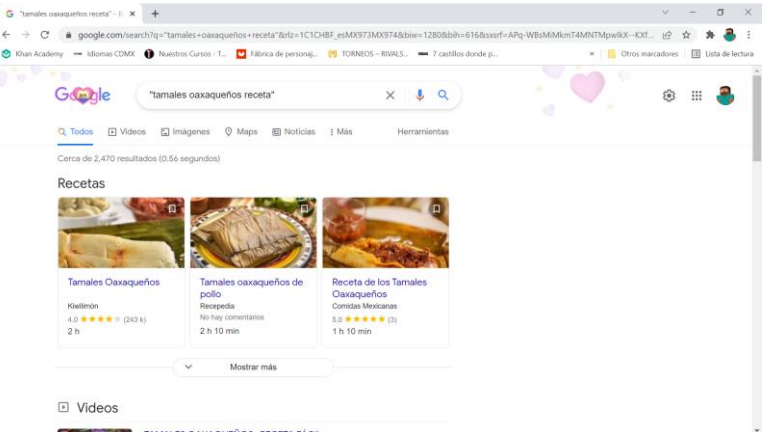 "tamales oaxaqueños receta" - B
google.com/search?q="tamales+oaxaqueños+receta"&rlz=1C1CHBF_esMX973MX974&biw=1280&bih=616&sssrf=
Khan Academy Idiomas CDMX Nuestros Cursos - T... Fábrica de personaj... TORNEOS – RIVALS... 7 castillos donde p... » Otros marcadores Lista de lectura
Google
"tamales oaxaqueños receta"
Todos Videos Imágenes Maps Noticias Más Herramientas
Cerca de 2,470 resultados (0.56 segundos)
Recetas
Tamales Oaxaqueños
Kiwilimón
4.0 (243 k)
2 h
Tamales oaxaqueños de
pollo
Recepedia
No hay comentarios
2 h 10 min
Receta de los Tamales
Oaxaqueños
Comidas Mexicanas
5.0 (3)
1 h 10 min
Mostrar más
Videos